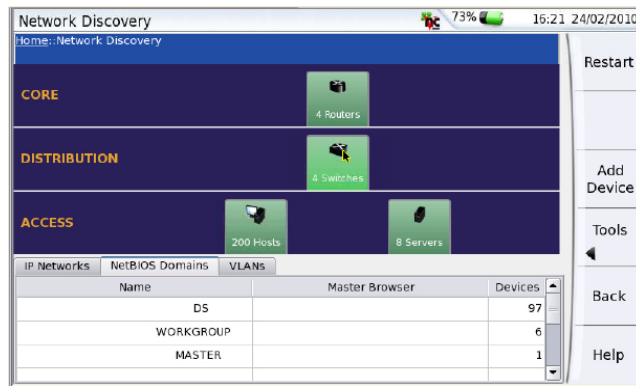 Network Discovery 73% 16:21 24/02/2010
Home::Network Discovery
Restart
CORE
4 Routers
DISTRIBUTION
4 Switches
Add
Device
ACCESS
200 Hosts
8 Servers
Tools
IP Networks NetBIOS Domains VLANs
Name Master Browser Devices
DS 97
WORKGROUP 6
MASTER 1
Back
Help